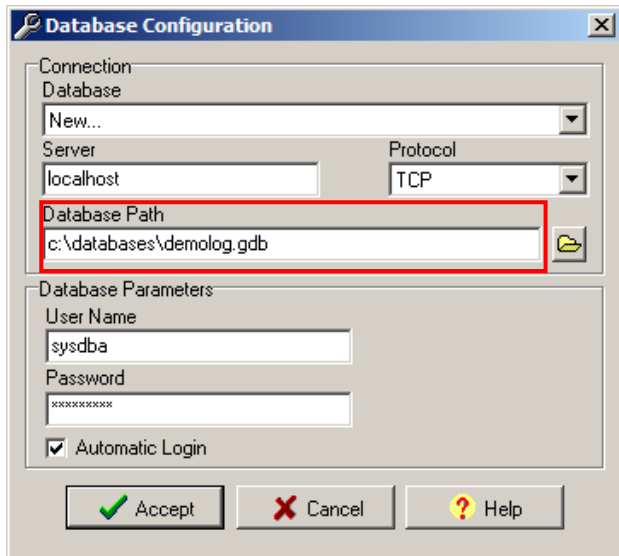 Database Configuration
Connection
Database
New...
Server Protocol
localhost TCP
Database Path
c:\databases\demolog.gdb
Database Parameters
User Name
sysdba
Password
×××××××××
Automatic Login
Accept Cancel ? Help